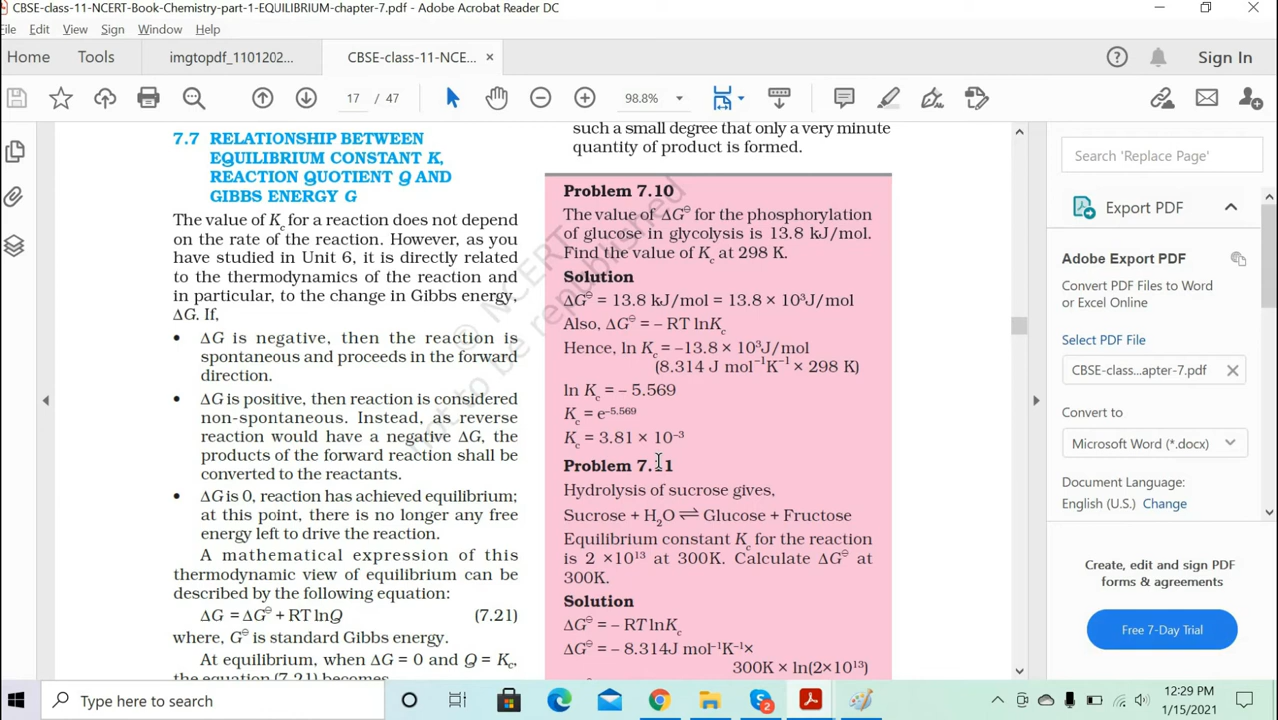 CBSE-class-11-NCERT-Book-Chemistry-part-1-EQUILIBRIUM-chapter-7.pdf - Adobe Acrobat Reader DC
File Edit View Sign Window Help
Home Tools imgtopdf_1101202... CBSE-class-11-NCE... × Sign In
17 / 47 98.8%
7.7 RELATIONSHIP BETWEEN
EQUILIBRIUM CONSTANT K,
REACTION QUOTIENT Q AND
GIBBS ENERGY G
The value of Kc for a reaction does not depend
on the rate of the reaction. However, as you
have studied in Unit 6, it is directly related
to the thermodynamics of the reaction and
in particular, to the change in Gibbs energy,
ΔG. If,
• ΔG is negative, then the reaction is
spontaneous and proceeds in the forward
direction.
• ΔG is positive, then reaction is considered
non-spontaneous. Instead, as reverse
reaction would have a negative ΔG, the
products of the forward reaction shall be
converted to the reactants.
• ΔG is 0, reaction has achieved equilibrium;
at this point, there is no longer any free
energy left to drive the reaction.
A mathematical expression of this
thermodynamic view of equilibrium can be
described by the following equation:
ΔG = ΔG⊖ + RT lnQ (7.21)
where, G⊖ is standard Gibbs energy.
At equilibrium, when ΔG = 0 and Q = Kc,
the equation (7.21) becomes
such a small degree that only a very minute
quantity of product is formed.
Problem 7.10
The value of ΔG⊖ for the phosphorylation
of glucose in glycolysis is 13.8 kJ/mol.
Find the value of Kc at 298 K.
Solution
ΔG⊖ = 13.8 kJ/mol = 13.8 × 10³J/mol
Also, ΔG⊖ = – RT lnKc
Hence, ln Kc = –13.8 × 10³J/mol
(8.314 J mol⁻¹K⁻¹ × 298 K)
ln Kc = – 5.569
Kc = e⁻⁵·⁵⁶⁹
Kc = 3.81 × 10⁻³
Problem 7.11
Hydrolysis of sucrose gives,
Sucrose + H₂O ⇌ Glucose + Fructose
Equilibrium constant Kc for the reaction
is 2 ×10¹³ at 300K. Calculate ΔG⊖ at
300K.
Solution
ΔG⊖ = – RT lnKc
ΔG⊖ = – 8.314J mol⁻¹K⁻¹×
300K × ln(2×10¹³)
© NCERT
not to be republished
Search 'Replace Page'
Export PDF
Adobe Export PDF
Convert PDF Files to Word
or Excel Online
Select PDF File
CBSE-class...apter-7.pdf ×
Convert to
Microsoft Word (*.docx)
Document Language:
English (U.S.) Change
Create, edit and sign PDF
forms & agreements
Free 7-Day Trial
Type here to search
2
12:29 PM
1/15/2021